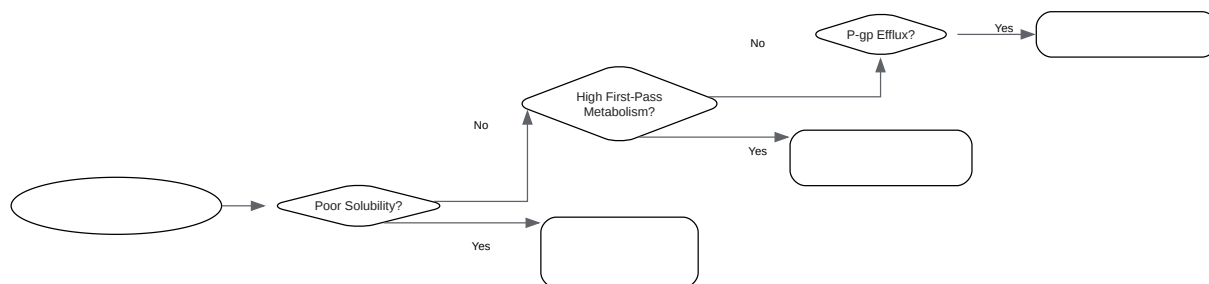 P-gp Efflux?
Yes
No
High First-Pass
Metabolism?
No
Yes
Poor Solubility?
Yes